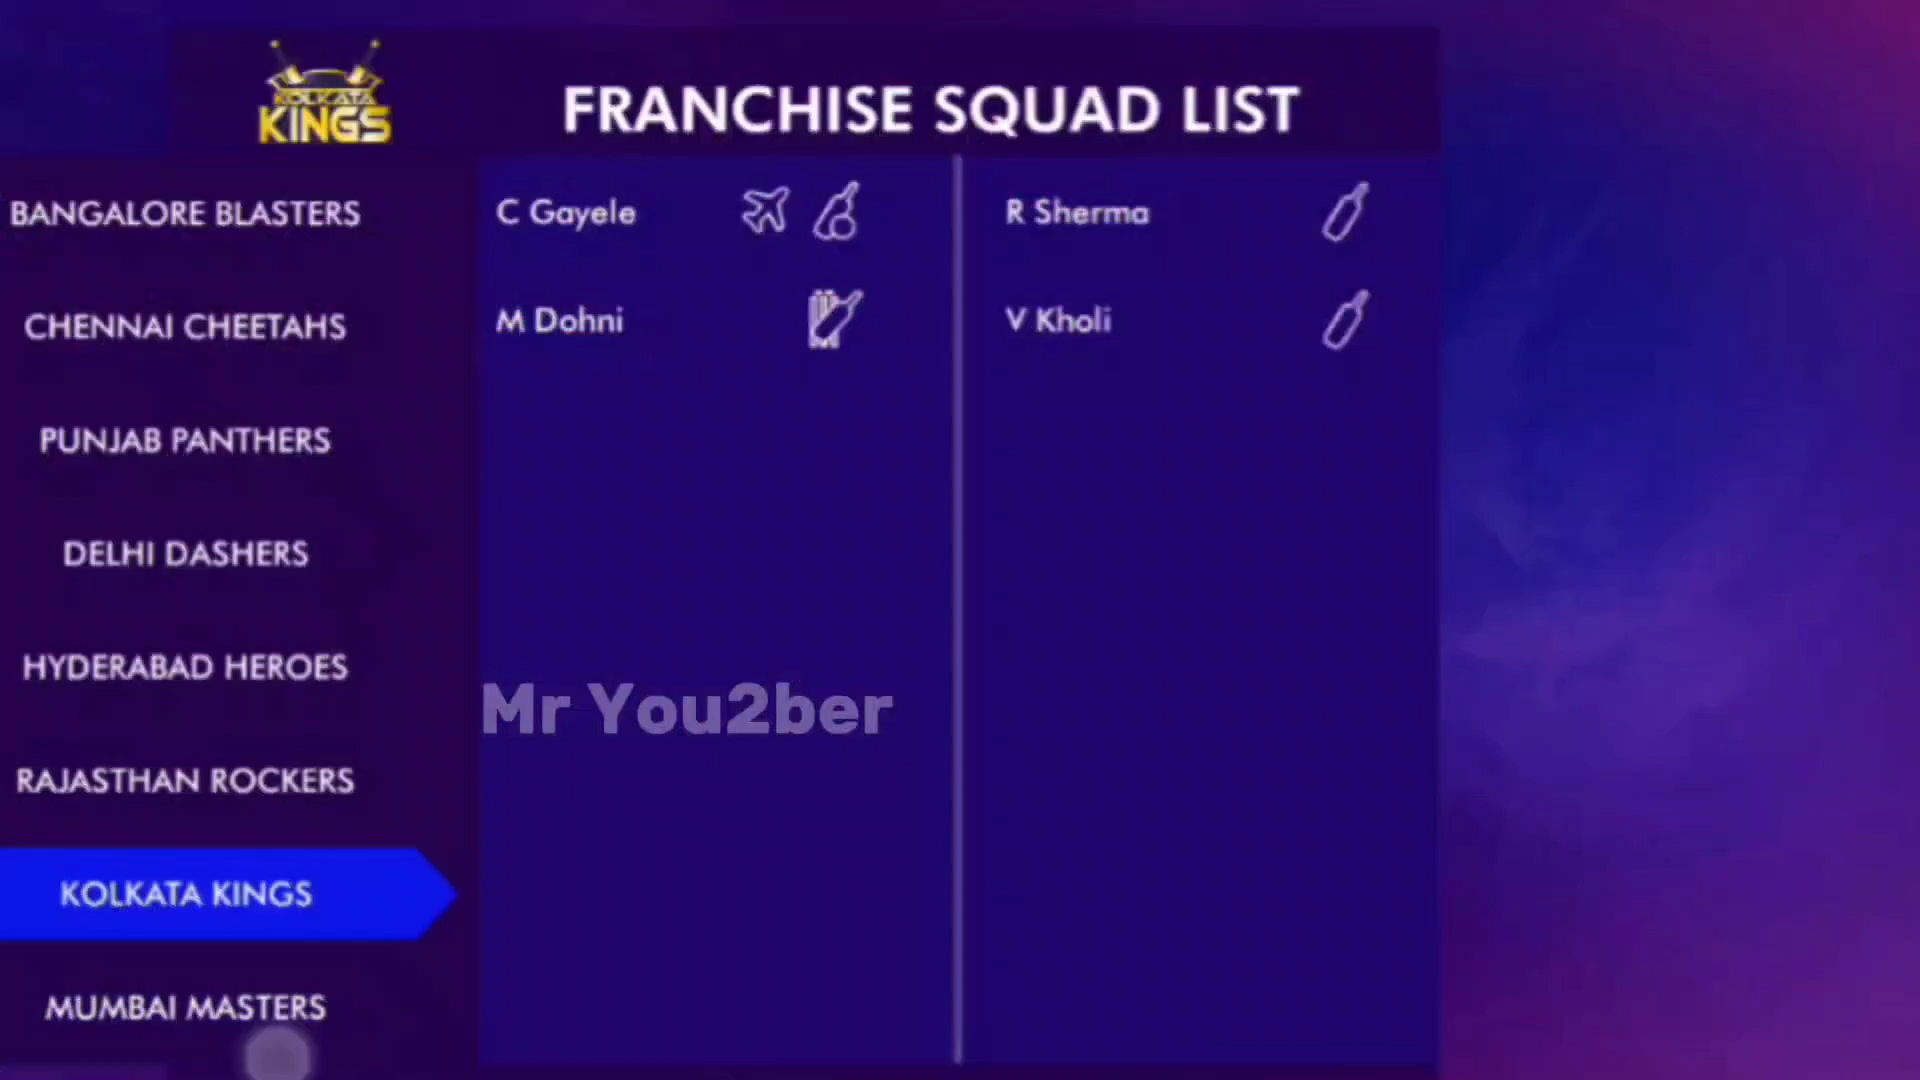 KOLKATA
KINGS
FRANCHISE SQUAD LIST
BANGALORE BLASTERS
CHENNAI CHEETAHS
PUNJAB PANTHERS
DELHI DASHERS
HYDERABAD HEROES
RAJASTHAN ROCKERS
KOLKATA KINGS
MUMBAI MASTERS
C Gayele
M Dohni
R Sherma
V Kholi
Mr You2ber